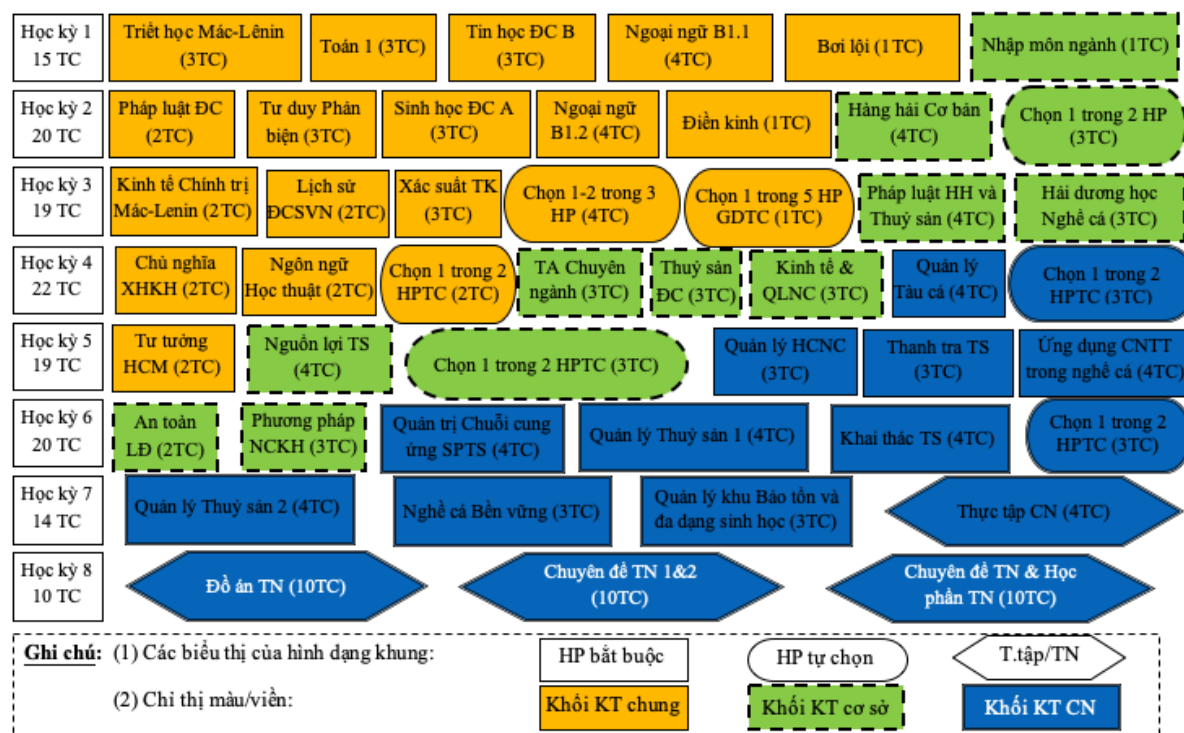 Học kỳ 1
15 TC
Triết học Mác-Lênin
(3TC)
Toán 1 (3TC)
Tin học ĐC B
(3TC)
Ngoại ngữ B1.1
(4TC)
Bơi lội (1TC)
Nhập môn ngành (1TC)
Học kỳ 2
20 TC
Pháp luật ĐC
(2TC)
Tư duy Phản
biện (3TC)
Sinh học ĐC A
(3TC)
Ngoại ngữ
B1.2 (4TC)
Điền kinh (1TC)
Hàng hải Cơ bản
(4TC)
Chọn 1 trong 2 HP
(3TC)
Học kỳ 3
19 TC
Kinh tế Chính trị
Mác-Lenin (2TC)
Lịch sử
ĐCSVN (2TC)
Xác suất TK
(3TC)
Chọn 1-2 trong 3
HP (4TC)
Chọn 1 trong 5 HP
GDTC (1TC)
Pháp luật HH và
Thuỷ sản (4TC)
Hải dương học
Nghề cá (3TC)
Học kỳ 4
22 TC
Chủ nghĩa
XHKH (2TC)
Ngôn ngữ
Học thuật (2TC)
Chọn 1 trong 2
HPTC (2TC)
TA Chuyên
ngành (3TC)
Thuỷ sản
ĐC (3TC)
Kinh tế &
QLNC (3TC)
Quản lý
Tàu cá (4TC)
Chọn 1 trong 2
HPTC (3TC)
Học kỳ 5
19 TC
Tư tưởng
HCM (2TC)
Nguồn lợi TS
(4TC)
Chọn 1 trong 2 HPTC (3TC)
Quản lý HCNC
(3TC)
Thanh tra TS
(3TC)
Ứng dụng CNTT
trong nghề cá (4TC)
Học kỳ 6
20 TC
An toàn
LĐ (2TC)
Phương pháp
NCKH (3TC)
Quản trị Chuỗi cung
ứng SPTS (4TC)
Quản lý Thuỷ sản 1 (4TC)
Khai thác TS (4TC)
Chọn 1 trong 2
HPTC (3TC)
Học kỳ 7
14 TC
Quản lý Thuỷ sản 2 (4TC)
Nghề cá Bền vững (3TC)
Quản lý khu Bảo tồn và
đa dạng sinh học (3TC)
Thực tập CN (4TC)
Học kỳ 8
10 TC
Đồ án TN (10TC)
Chuyên đề TN 1&2
(10TC)
Chuyên đề TN & Học
phần TN (10TC)
Ghi chú: (1) Các biểu thị của hình dạng khung:
HP bắt buộc
HP tự chọn
T.tập/TN
(2) Chỉ thị màu/viền:
Khối KT chung
Khối KT cơ sở
Khối KT CN